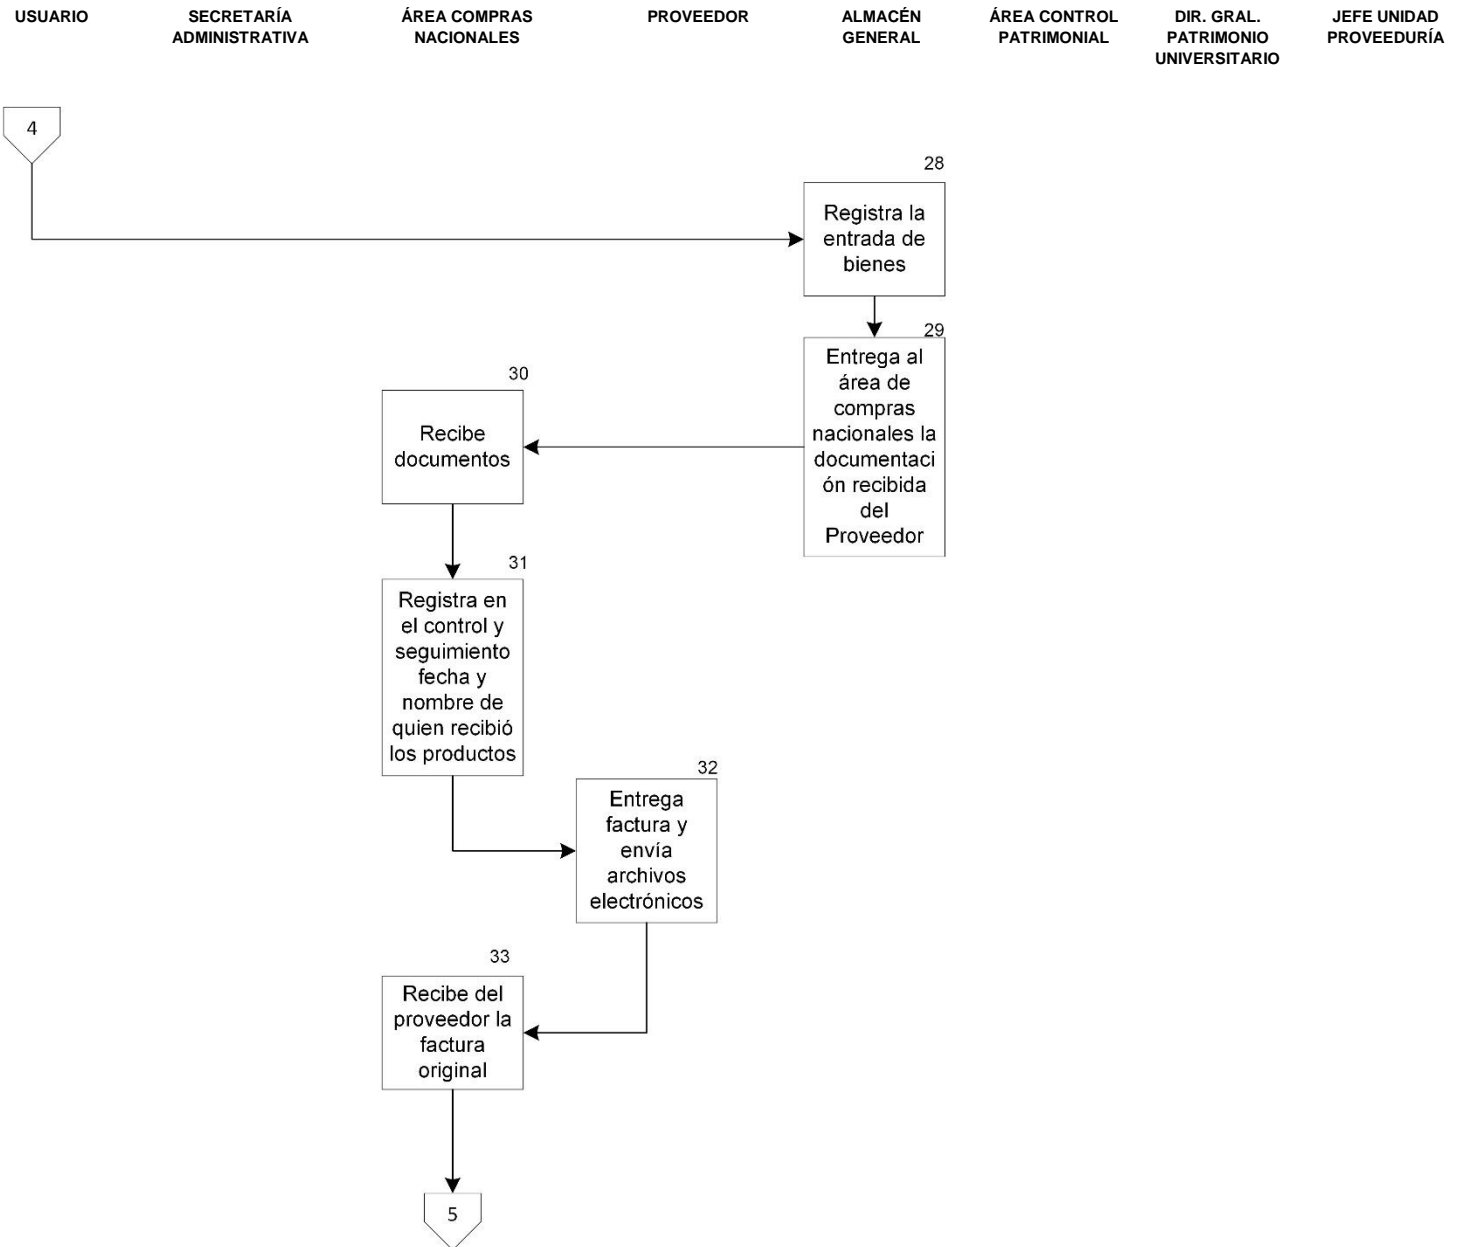 USUARIO
SECRETARÍA
ADMINISTRATIVA
ÁREA COMPRAS
NACIONALES
PROVEEDOR
ALMACÉN
GENERAL
ÁREA CONTROL
PATRIMONIAL
DIR. GRAL.
PATRIMONIO
UNIVERSITARIO
JEFE UNIDAD
PROVEEDURÍA
4
28
Registra la
entrada de
bienes
29
Entrega al
área de
compras
nacionales la
documentaci
ón recibida
del
Proveedor
30
Recibe
documentos
31
Registra en
el control y
seguimiento
fecha y
nombre de
quien recibió
los productos
32
Entrega
factura y
envía
archivos
electrónicos
33
Recibe del
proveedor la
factura
original
5